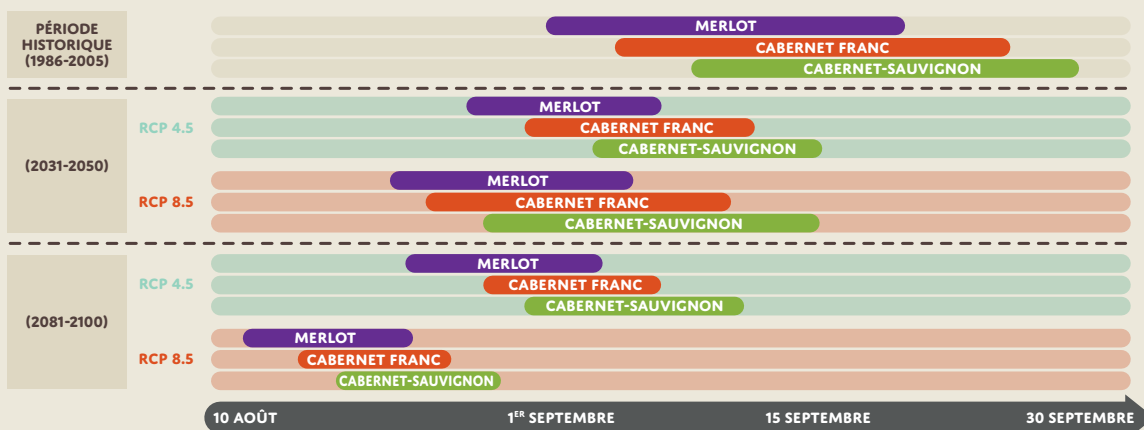 PÉRIODE
HISTORIQUE
(1986-2005)
MERLOT
CABERNET FRANC
CABERNET-SAUVIGNON
(2031-2050)
RCP 4.5
MERLOT
CABERNET FRANC
CABERNET-SAUVIGNON
RCP 8.5
MERLOT
CABERNET FRANC
CABERNET-SAUVIGNON
(2081-2100)
RCP 4.5
MERLOT
CABERNET FRANC
CABERNET-SAUVIGNON
RCP 8.5
MERLOT
CABERNET FRANC
CABERNET-SAUVIGNON
10 AOÛT 1ER SEPTEMBRE 15 SEPTEMBRE 30 SEPTEMBRE